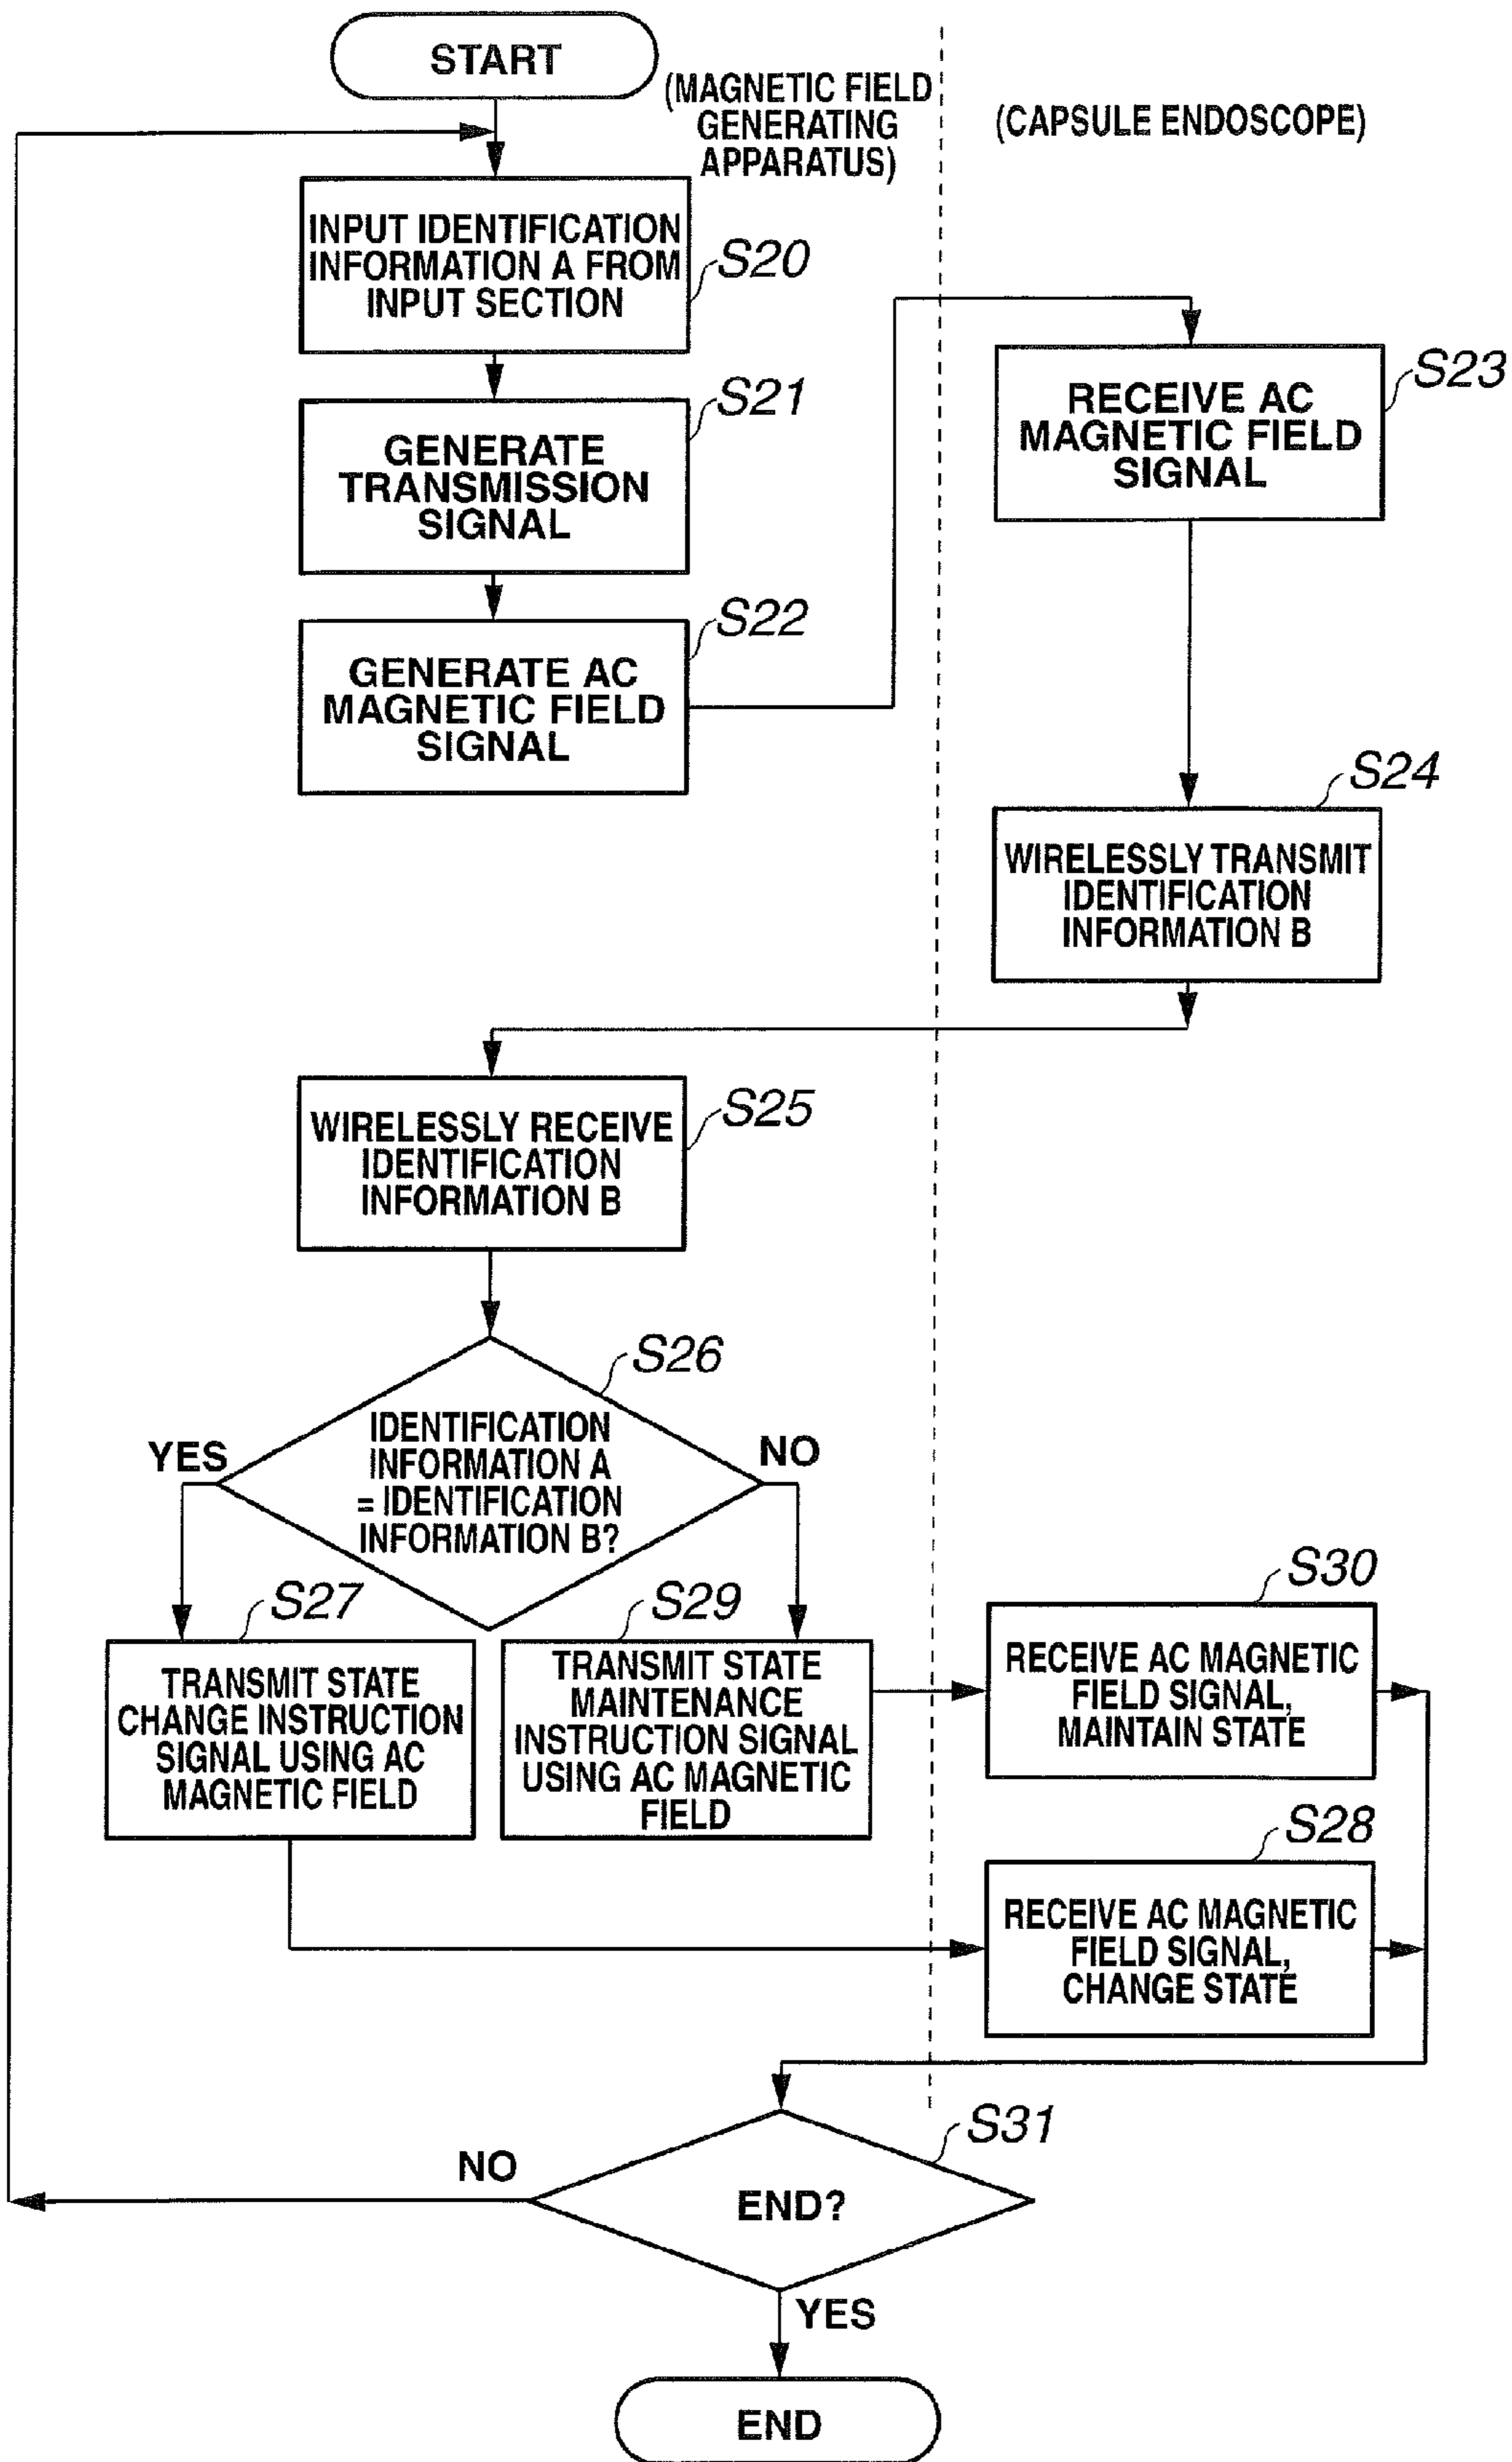 START
(MAGNETIC FIELD
GENERATING
APPARATUS)
(CAPSULE ENDOSCOPE)
INPUT IDENTIFICATION
INFORMATION A FROM
INPUT SECTION
S20
GENERATE
TRANSMISSION
SIGNAL
S21
GENERATE AC
MAGNETIC FIELD
SIGNAL
S22
RECEIVE AC
MAGNETIC FIELD
SIGNAL
S23
WIRELESSLY TRANSMIT
IDENTIFICATION
INFORMATION B
S24
WIRELESSLY RECEIVE
IDENTIFICATION
INFORMATION B
S25
S26
IDENTIFICATION
INFORMATION A
= IDENTIFICATION
INFORMATION B?
YES
NO
S27
TRANSMIT STATE
CHANGE INSTRUCTION
SIGNAL USING AC
MAGNETIC FIELD
S29
TRANSMIT STATE
MAINTENANCE
INSTRUCTION SIGNAL
USING AC MAGNETIC
FIELD
S30
RECEIVE AC MAGNETIC
FIELD SIGNAL,
MAINTAIN STATE
S28
RECEIVE AC MAGNETIC
FIELD SIGNAL,
CHANGE STATE
S31
NO
END?
YES
END